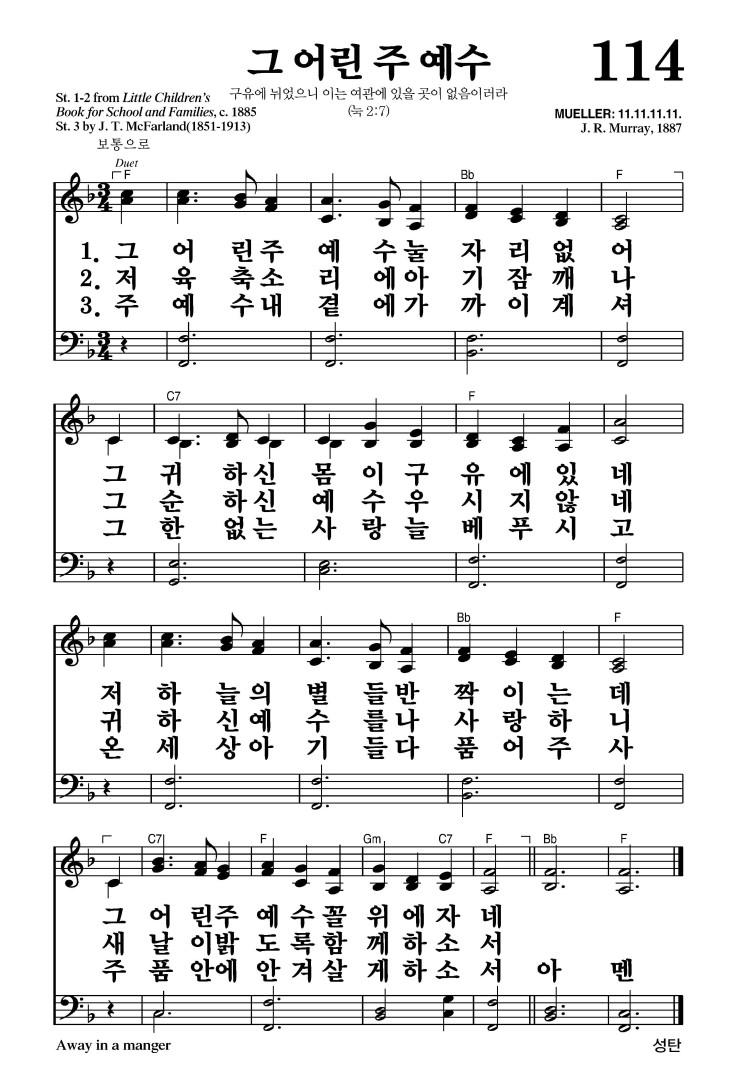 그 어린 주 예수
114
구유에 뉘었으니 이는 여관에 있을 곳이 없음이러라
(눅 2:7)
St. 1-2 from Little Children's
Book for School and Families, c. 1885
St. 3 by J. T. McFarland(1851-1913)
MUELLER: 11.11.11.11.
J. R. Murray, 1887
보통으로
Duet
F Bb F
1. 그 어 린주 예 수눌 자 리 없 어
2. 저 육 축소 리 에아 기 잠 깨 나
3. 주 예 수내 곁 에가 까 이 계 셔
C7 F
그 귀 하신 몸 이구 유 에 있 네
그 순 하신 예 수우 시 지 않 네
그 한 없는 사 랑늘 베 푸 시 고
Bb F
저 하 늘의 별 들반 짝 이 는 데
귀 하 신예 수 를나 사 랑 하 니
온 세 상아 기 들다 품 어 주 사
C7 F Gm C7 F Bb F
그 어 린주 예 수꼴 위 에 자 네
새 날 이밝 도 록함 께 하 소 서
주 품 안에 안 겨살 게 하 소 서 아 멘
Away in a manger
성탄